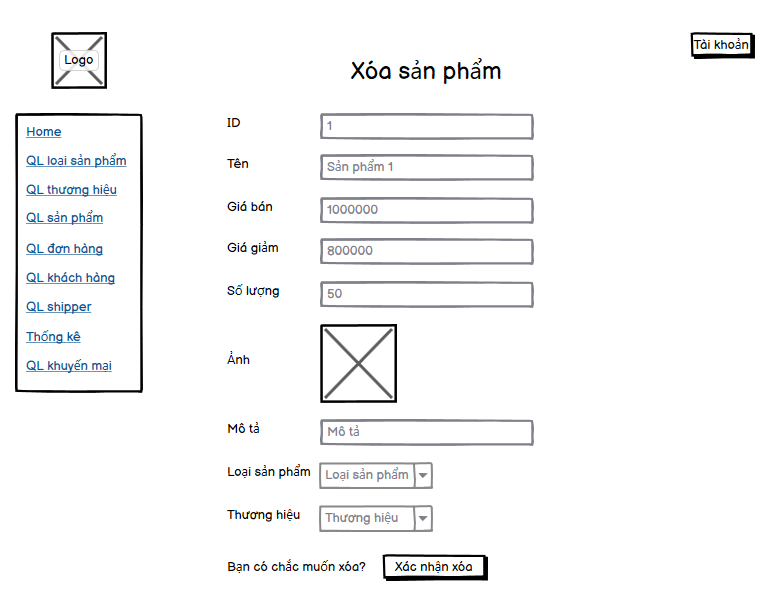 Logo
Xóa sản phẩm
Tài khoản
Home
QL loại sản phẩm
QL thương hiệu
QL sản phẩm
QL đơn hàng
QL khách hàng
QL shipper
Thống kê
QL khuyến mại
ID
1
Tên
Sản phẩm 1
Giá bán
1000000
Giá giảm
800000
Số lượng
50
Ảnh
Mô tả
Mô tả
Loại sản phẩm
Loại sản phẩm
Thương hiệu
Thương hiệu
Bạn có chắc muốn xóa?
Xác nhận xóa